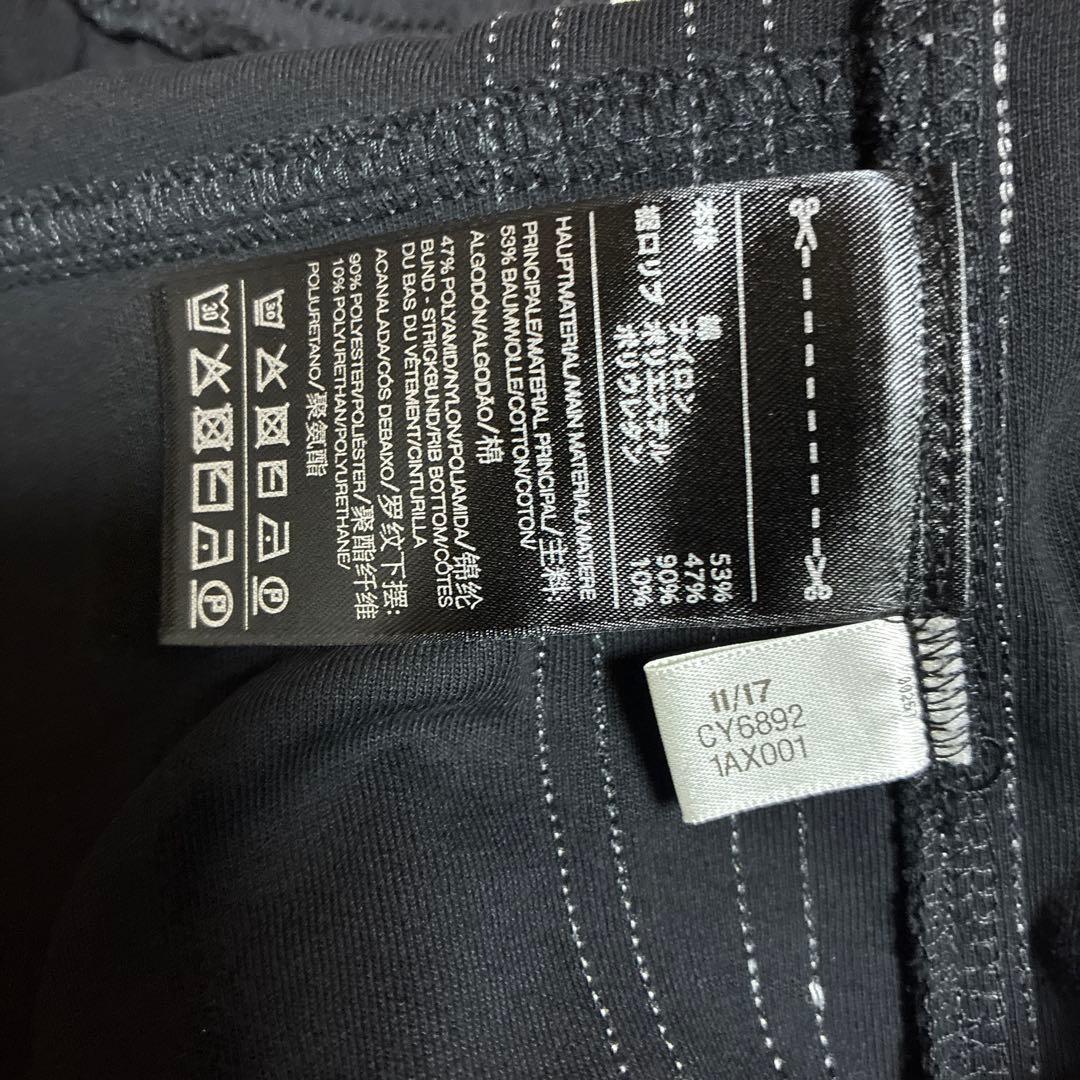 綿 53%
ナイロン 47%
裾口リブ ポリエステル 90%
ポリウレタン 10%
HAUPTMATERIAL/MAIN MATERIAL/MATIERE
PRINCIPALE/MATERIAL PRINCIPAL/主料:
53% BAUMWOLLE/COTTON/COTON/
ALGODÓN/ALGODÃO/棉
47% POLYAMID/NYLON/POLIAMIDA/锦纶
BUND - STRICKBUND/RIB BOTTOM/CÔTES
DU BAS DU VÊTEMENT/CINTURILLA
ACANALADA/CÓS DEBAIXO/罗纹下摆:
90% POLYESTER/POLIÉSTER/聚酯纤维
10% POLYURETHAN/POLYURETHANE/
POLIURETANO/聚氨酯
30 P
30 P
11/17
CY6892
1AX001